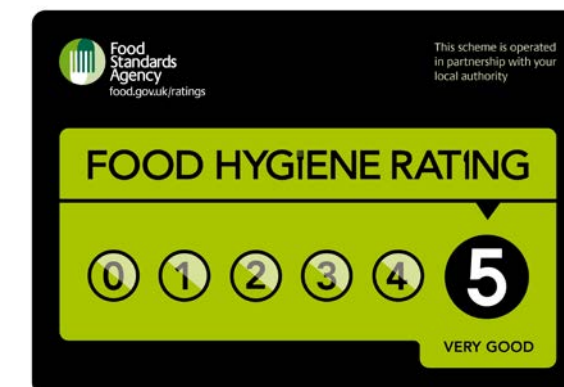 Food
Standards
Agency
food.gov.uk/ratings
This scheme is operated
in partnership with your
local authority
FOOD HYGIENE RATING
0 1 2 3 4 5
VERY GOOD